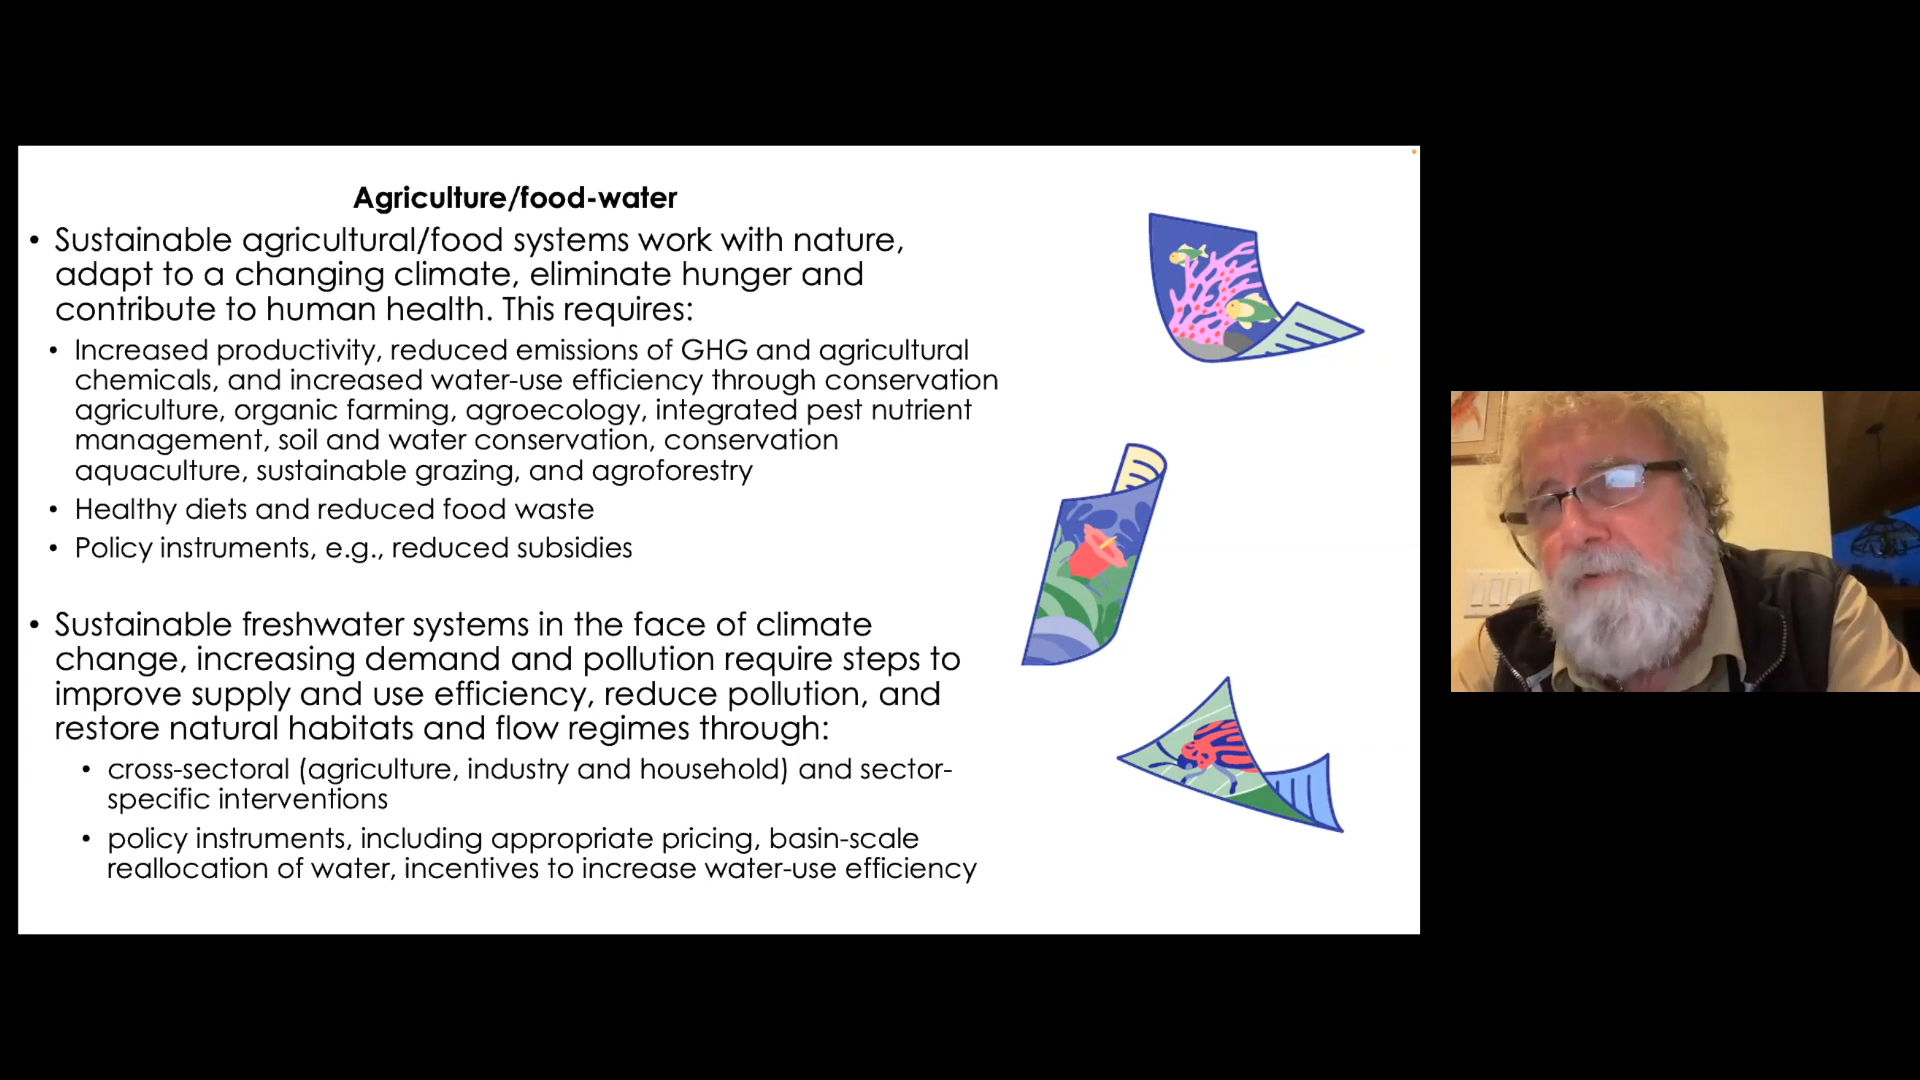 Agriculture/food-water
• Sustainable agricultural/food systems work with nature,
adapt to a changing climate, eliminate hunger and
contribute to human health. This requires:
• Increased productivity, reduced emissions of GHG and agricultural
chemicals, and increased water-use efficiency through conservation
agriculture, organic farming, agroecology, integrated pest nutrient
management, soil and water conservation, conservation
aquaculture, sustainable grazing, and agroforestry
• Healthy diets and reduced food waste
• Policy instruments, e.g., reduced subsidies
• Sustainable freshwater systems in the face of climate
change, increasing demand and pollution require steps to
improve supply and use efficiency, reduce pollution, and
restore natural habitats and flow regimes through:
• cross-sectoral (agriculture, industry and household) and sector-
specific interventions
• policy instruments, including appropriate pricing, basin-scale
reallocation of water, incentives to increase water-use efficiency